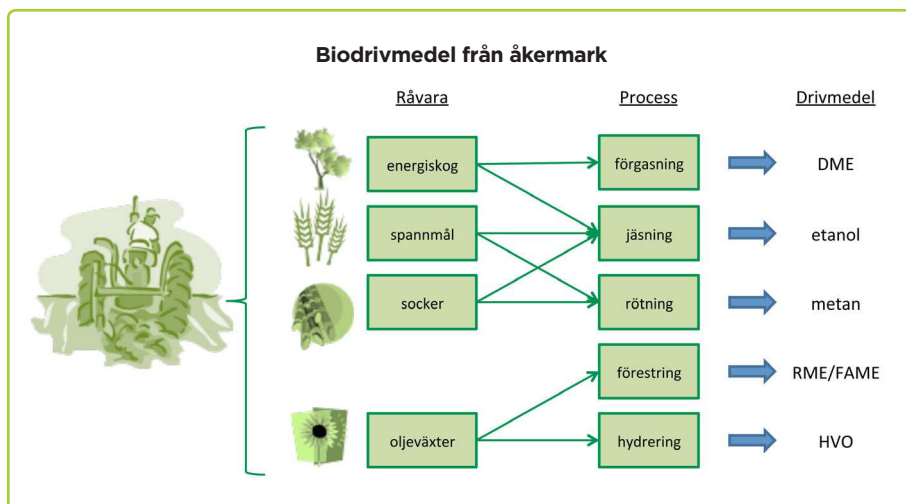 Biodrivmedel från åkermark
Råvara Process Drivmedel
energiskog förgasning DME
spannmål jäsning etanol
socker rötning metan
förestring RME/FAME
oljeväxter hydrering HVO